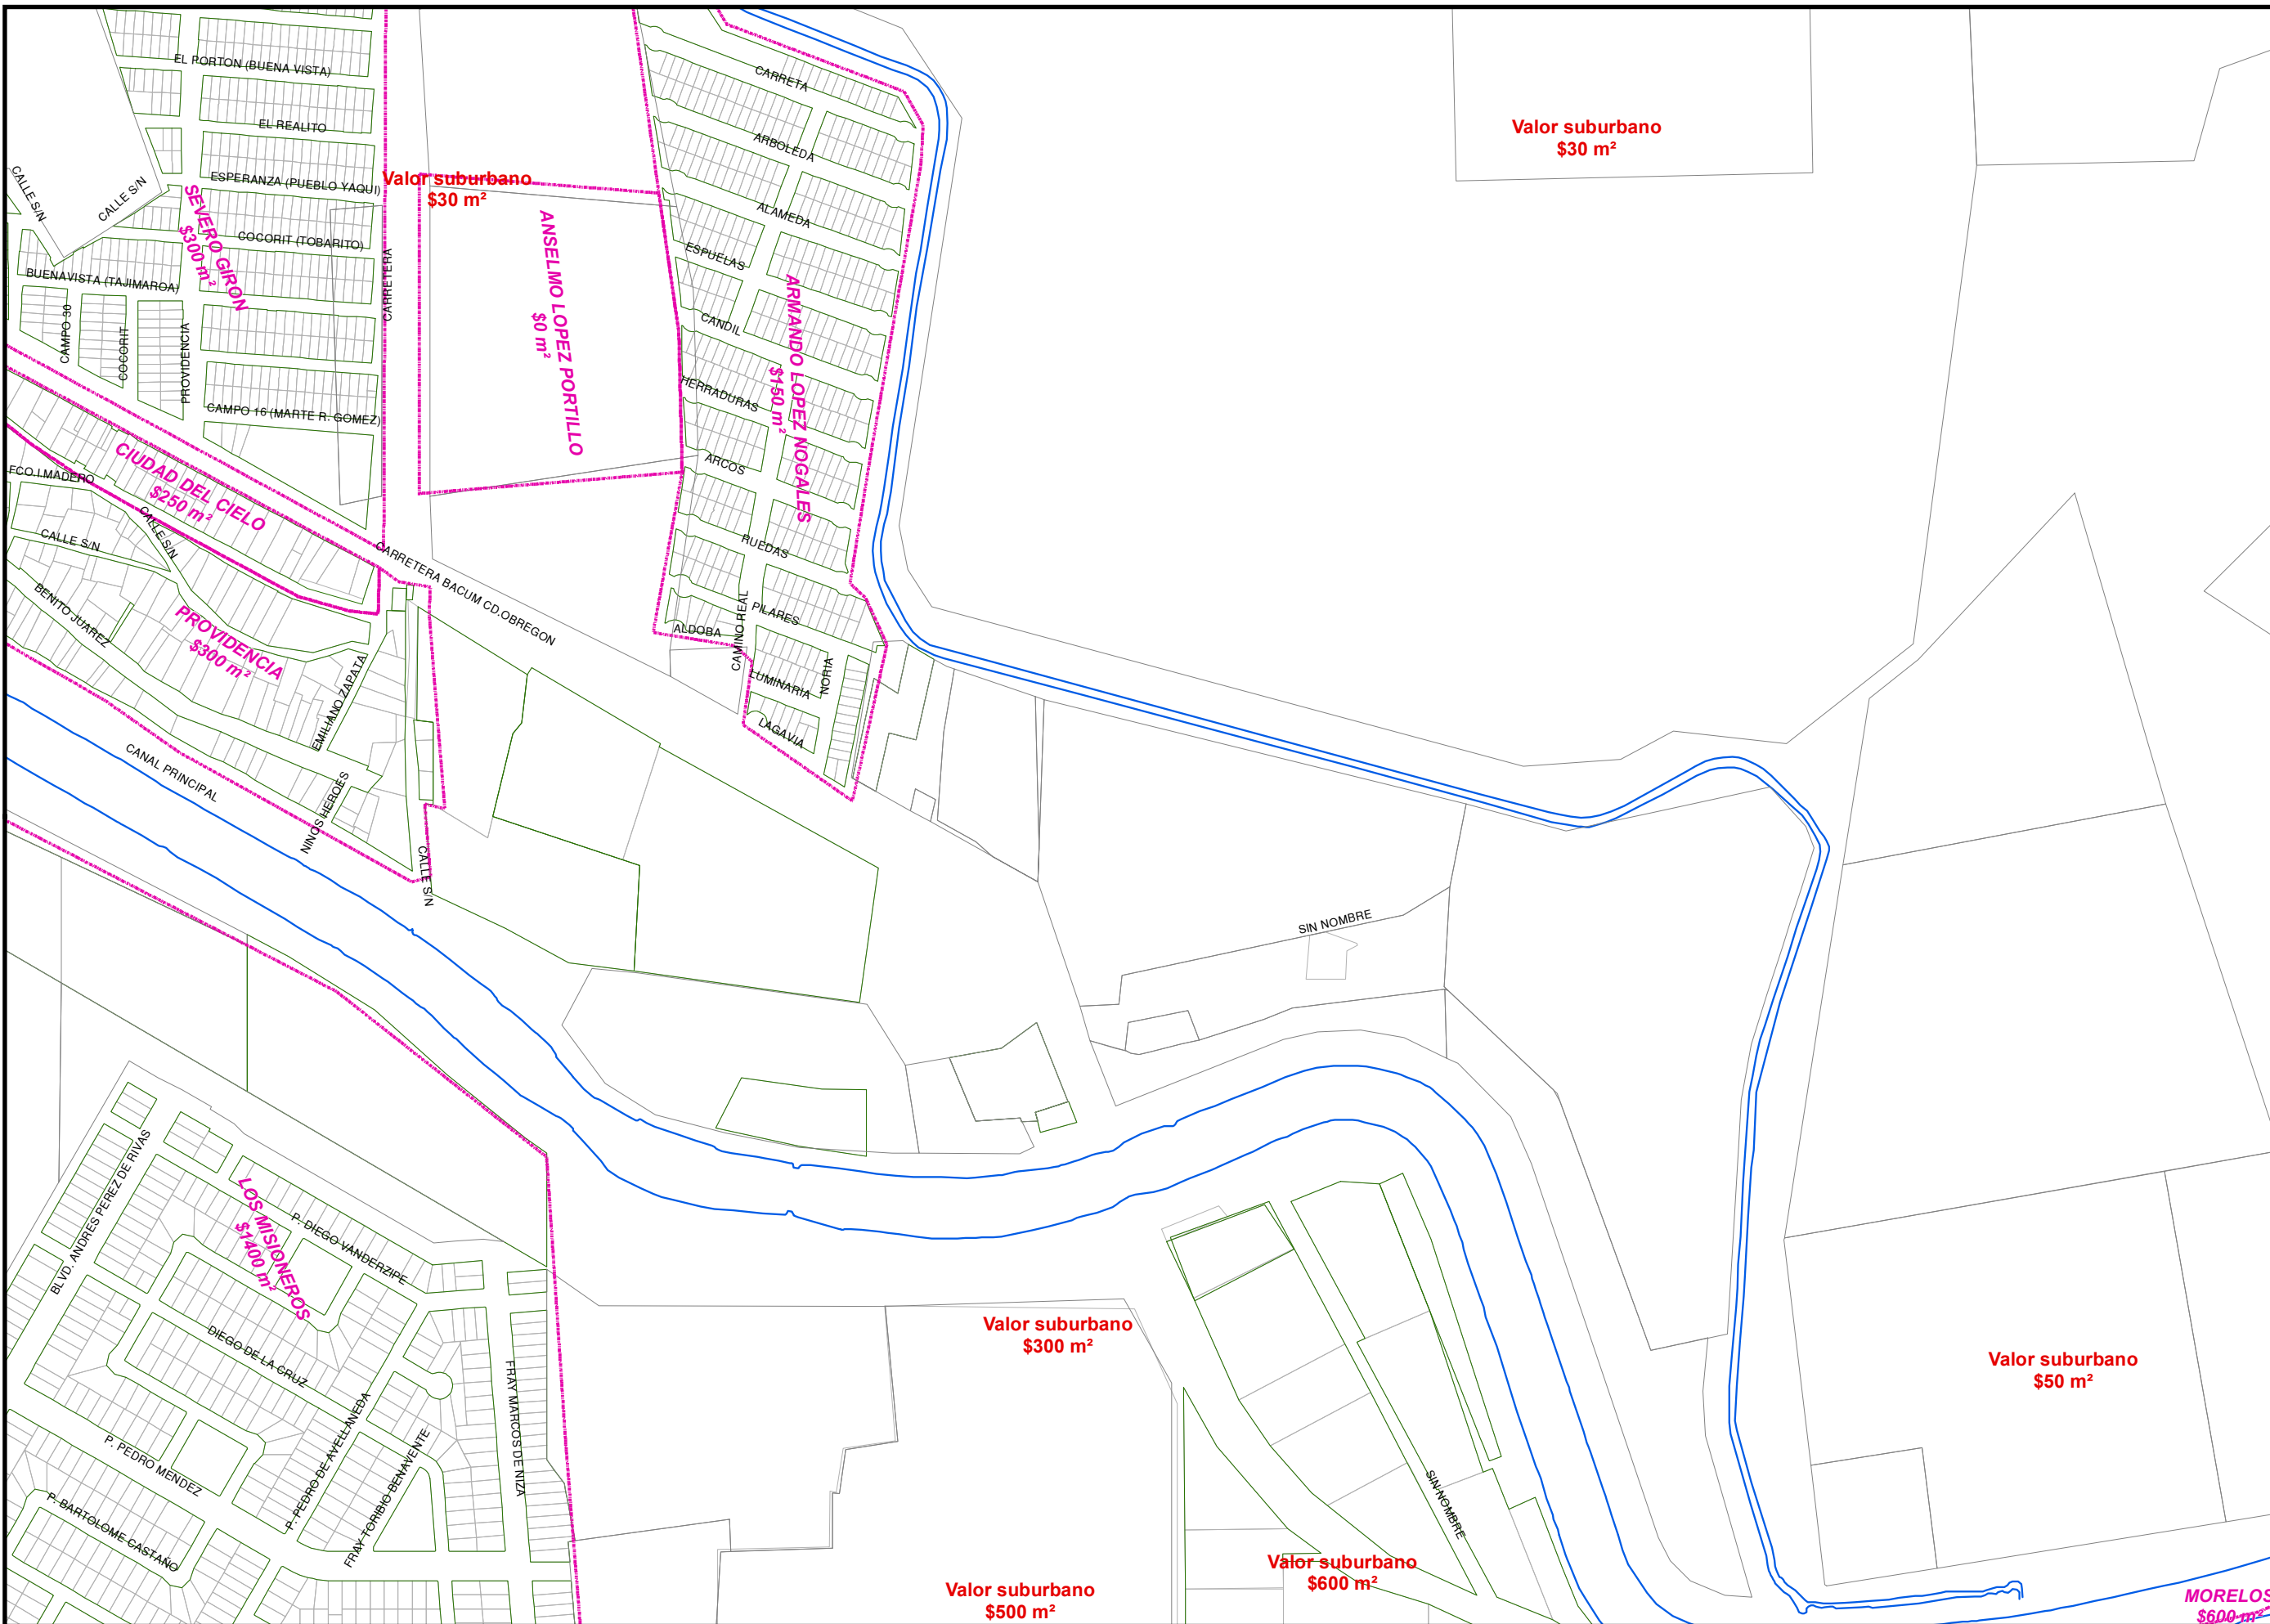 EL PORTON (BUENA VISTA)
EL REALITO
ESPERANZA (PUEBLO YAQUI)
COCORIT (TOBARITO)
CALLE S/N
CALLE S/N
SEVERO GIRON
$300 m²
BUENAVISTA (TAJIMAROA)
CAMPO 30
COCORIT
PROVIDENCIA
CAMPO 16 (MARTE R. GOMEZ)
CARRETERA
Valor suburbano
$30 m²
ANSELMO LOPEZ PORTILLO
$0 m²
CARRETA
ARBOLEDA
ALAMEDA
ESPUELAS
CANDIL
HERRADURAS
ARCOS
RUEDAS
PILARES
ALDOBA
CAMINO REAL
LUMINARIA
NORIA
LAGAVIA
ARMANDO LOPEZ NOGALES
$150 m²
Valor suburbano
$30 m²
CIUDAD DEL CIELO
$250 m²
FCO.I.MADERO
CALLE S/N
CALLE S/N
BENITO JUAREZ
PROVIDENCIA
$300 m²
EMILIANO ZAPATA
CARRETERA BACUM CD.OBREGON
CANAL PRINCIPAL
NINOS HEROES
CALLE S/N
SIN NOMBRE
BLVD. ANDRES PEREZ DE RIVAS
LOS MISIONEROS
$1400 m²
P. DIEGO VANDERZIPE
DIEGO DE LA CRUZ
P. PEDRO MENDEZ
P. BARTOLOME CASTAÑO
P. PEDRO DE AVELLANEDA
FRAY TORIBIO BENAVENTE
FRAY MARCOS DE NIZA
Valor suburbano
$300 m²
Valor suburbano
$50 m²
SIN NOMBRE
Valor suburbano
$600 m²
Valor suburbano
$500 m²
MORELOS
$600 m²